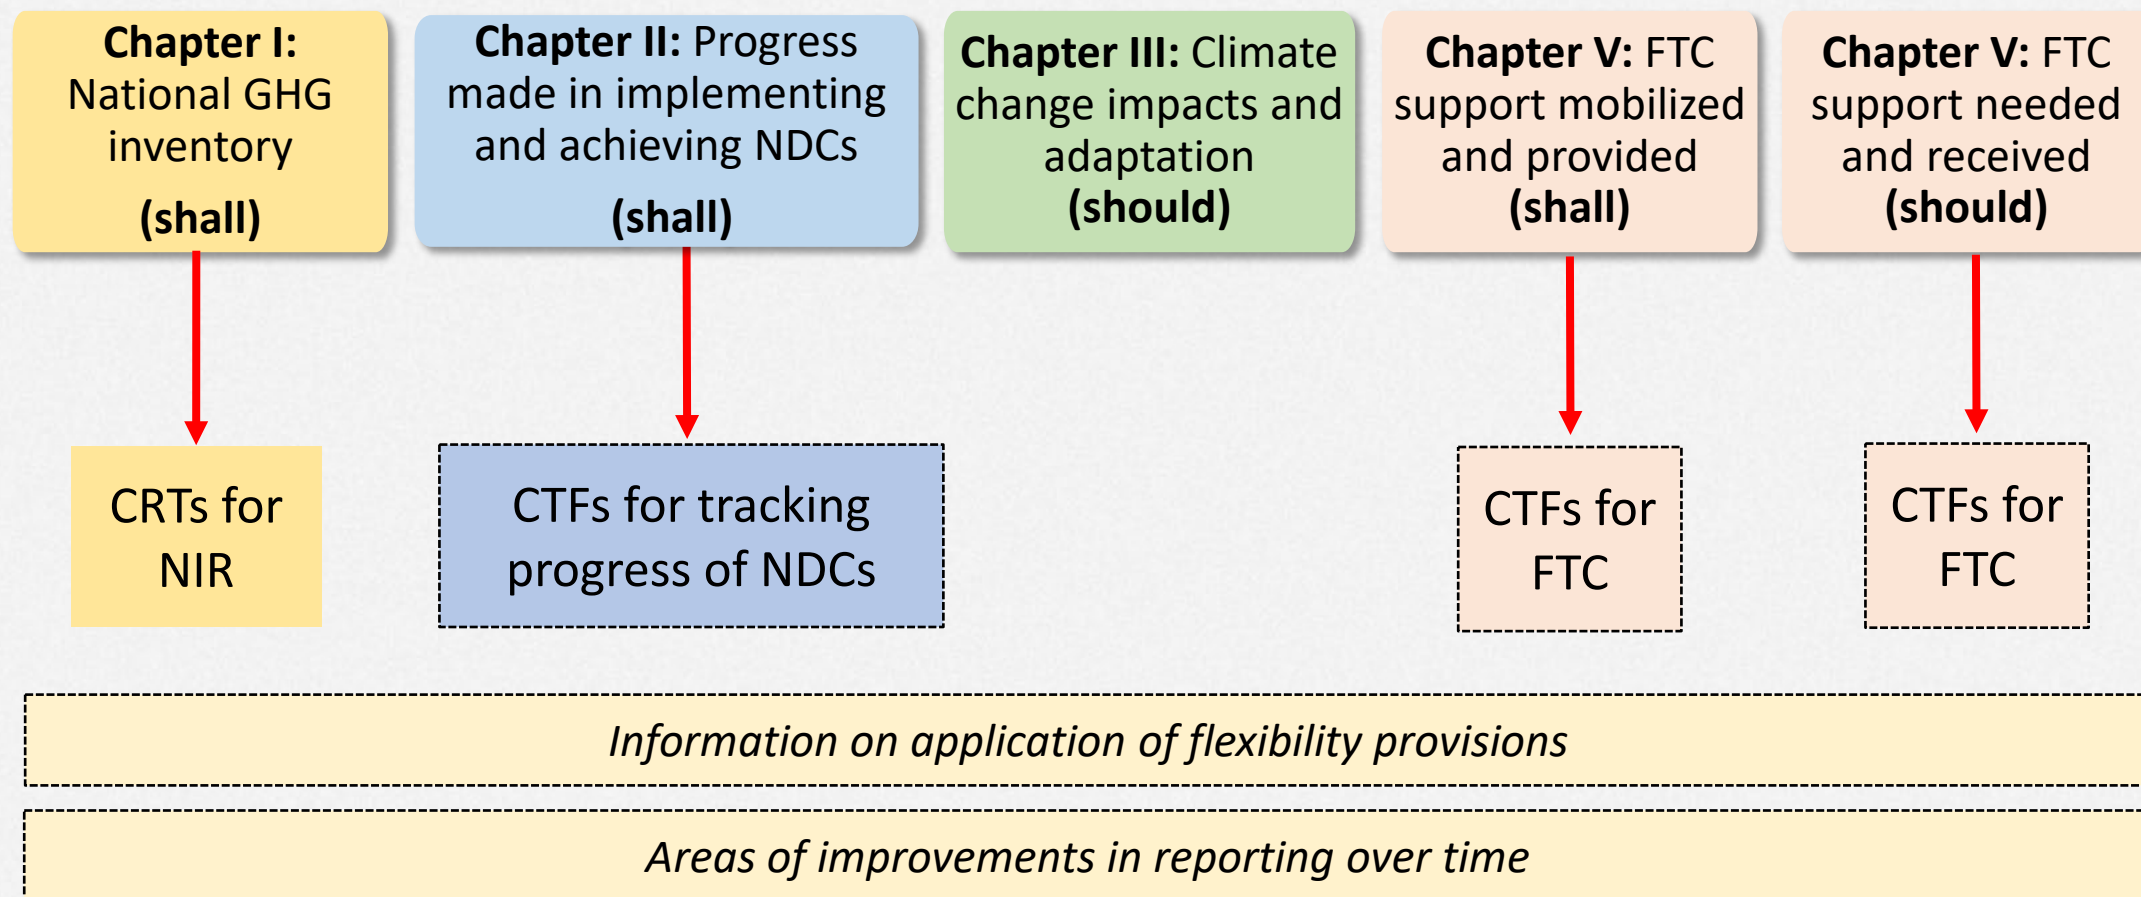 Chapter I:
National GHG
inventory
(shall)
Chapter II: Progress
made in implementing
and achieving NDCs
(shall)
Chapter III: Climate
change impacts and
adaptation
(should)
Chapter V: FTC
support mobilized
and provided
(shall)
Chapter V: FTC
support needed
and received
(should)
CRTs for
NIR
CTFs for tracking
progress of NDCs
CTFs for
FTC
CTFs for
FTC
Information on application of flexibility provisions
Areas of improvements in reporting over time